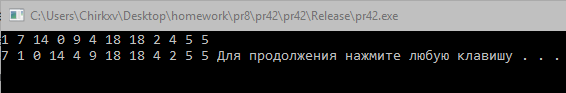 C:\Users\Chirkxv\Desktop\homework\pr8\pr42\pr42\Release\pr42.exe
1 7 14 0 9 4 18 18 2 4 5 5
7 1 0 14 4 9 18 18 4 2 5 5 Для продолжения нажмите любую клавишу . . .